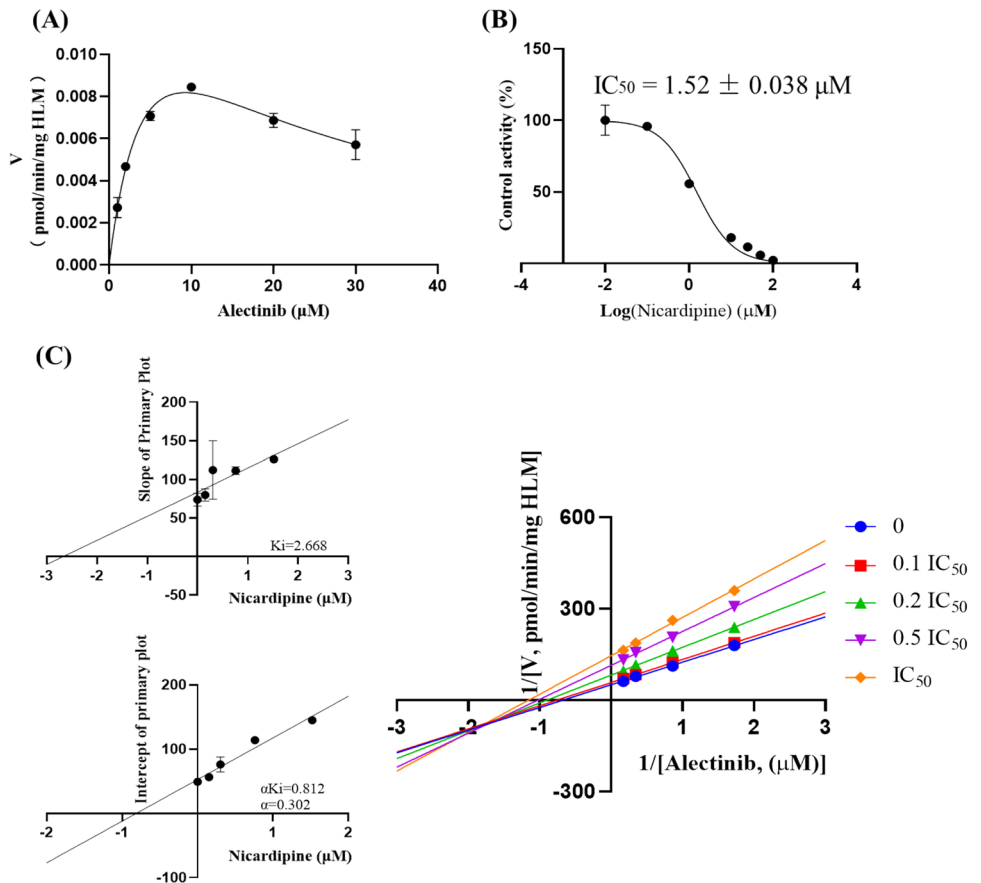 (A)
0.010
0.008
0.006
0.004
0.002
0.000
V
( pmol/min/mg HLM )
0 10 20 30 40
Alectinib (μM)
(B)
150
100
50
Control activity (%)
IC50 = 1.52 ± 0.038 μM
-4 -2 0 2 4
Log(Nicardipine) (μM)
(C)
Slope of Primary Plot
200
150
100
50
-50
Ki=2.668
-3 -2 -1 0 1 2 3
Nicardipine (μM)
Intercept of primary plot
200
100
-100
αKi=0.812
α=0.302
-2 -1 0 1 2
Nicardipine (μM)
1/[V, pmol/min/mg HLM]
600
300
-300
-3 -2 -1 0 1 2 3
1/[Alectinib, (μM)]
0
0.1 IC50
0.2 IC50
0.5 IC50
IC50